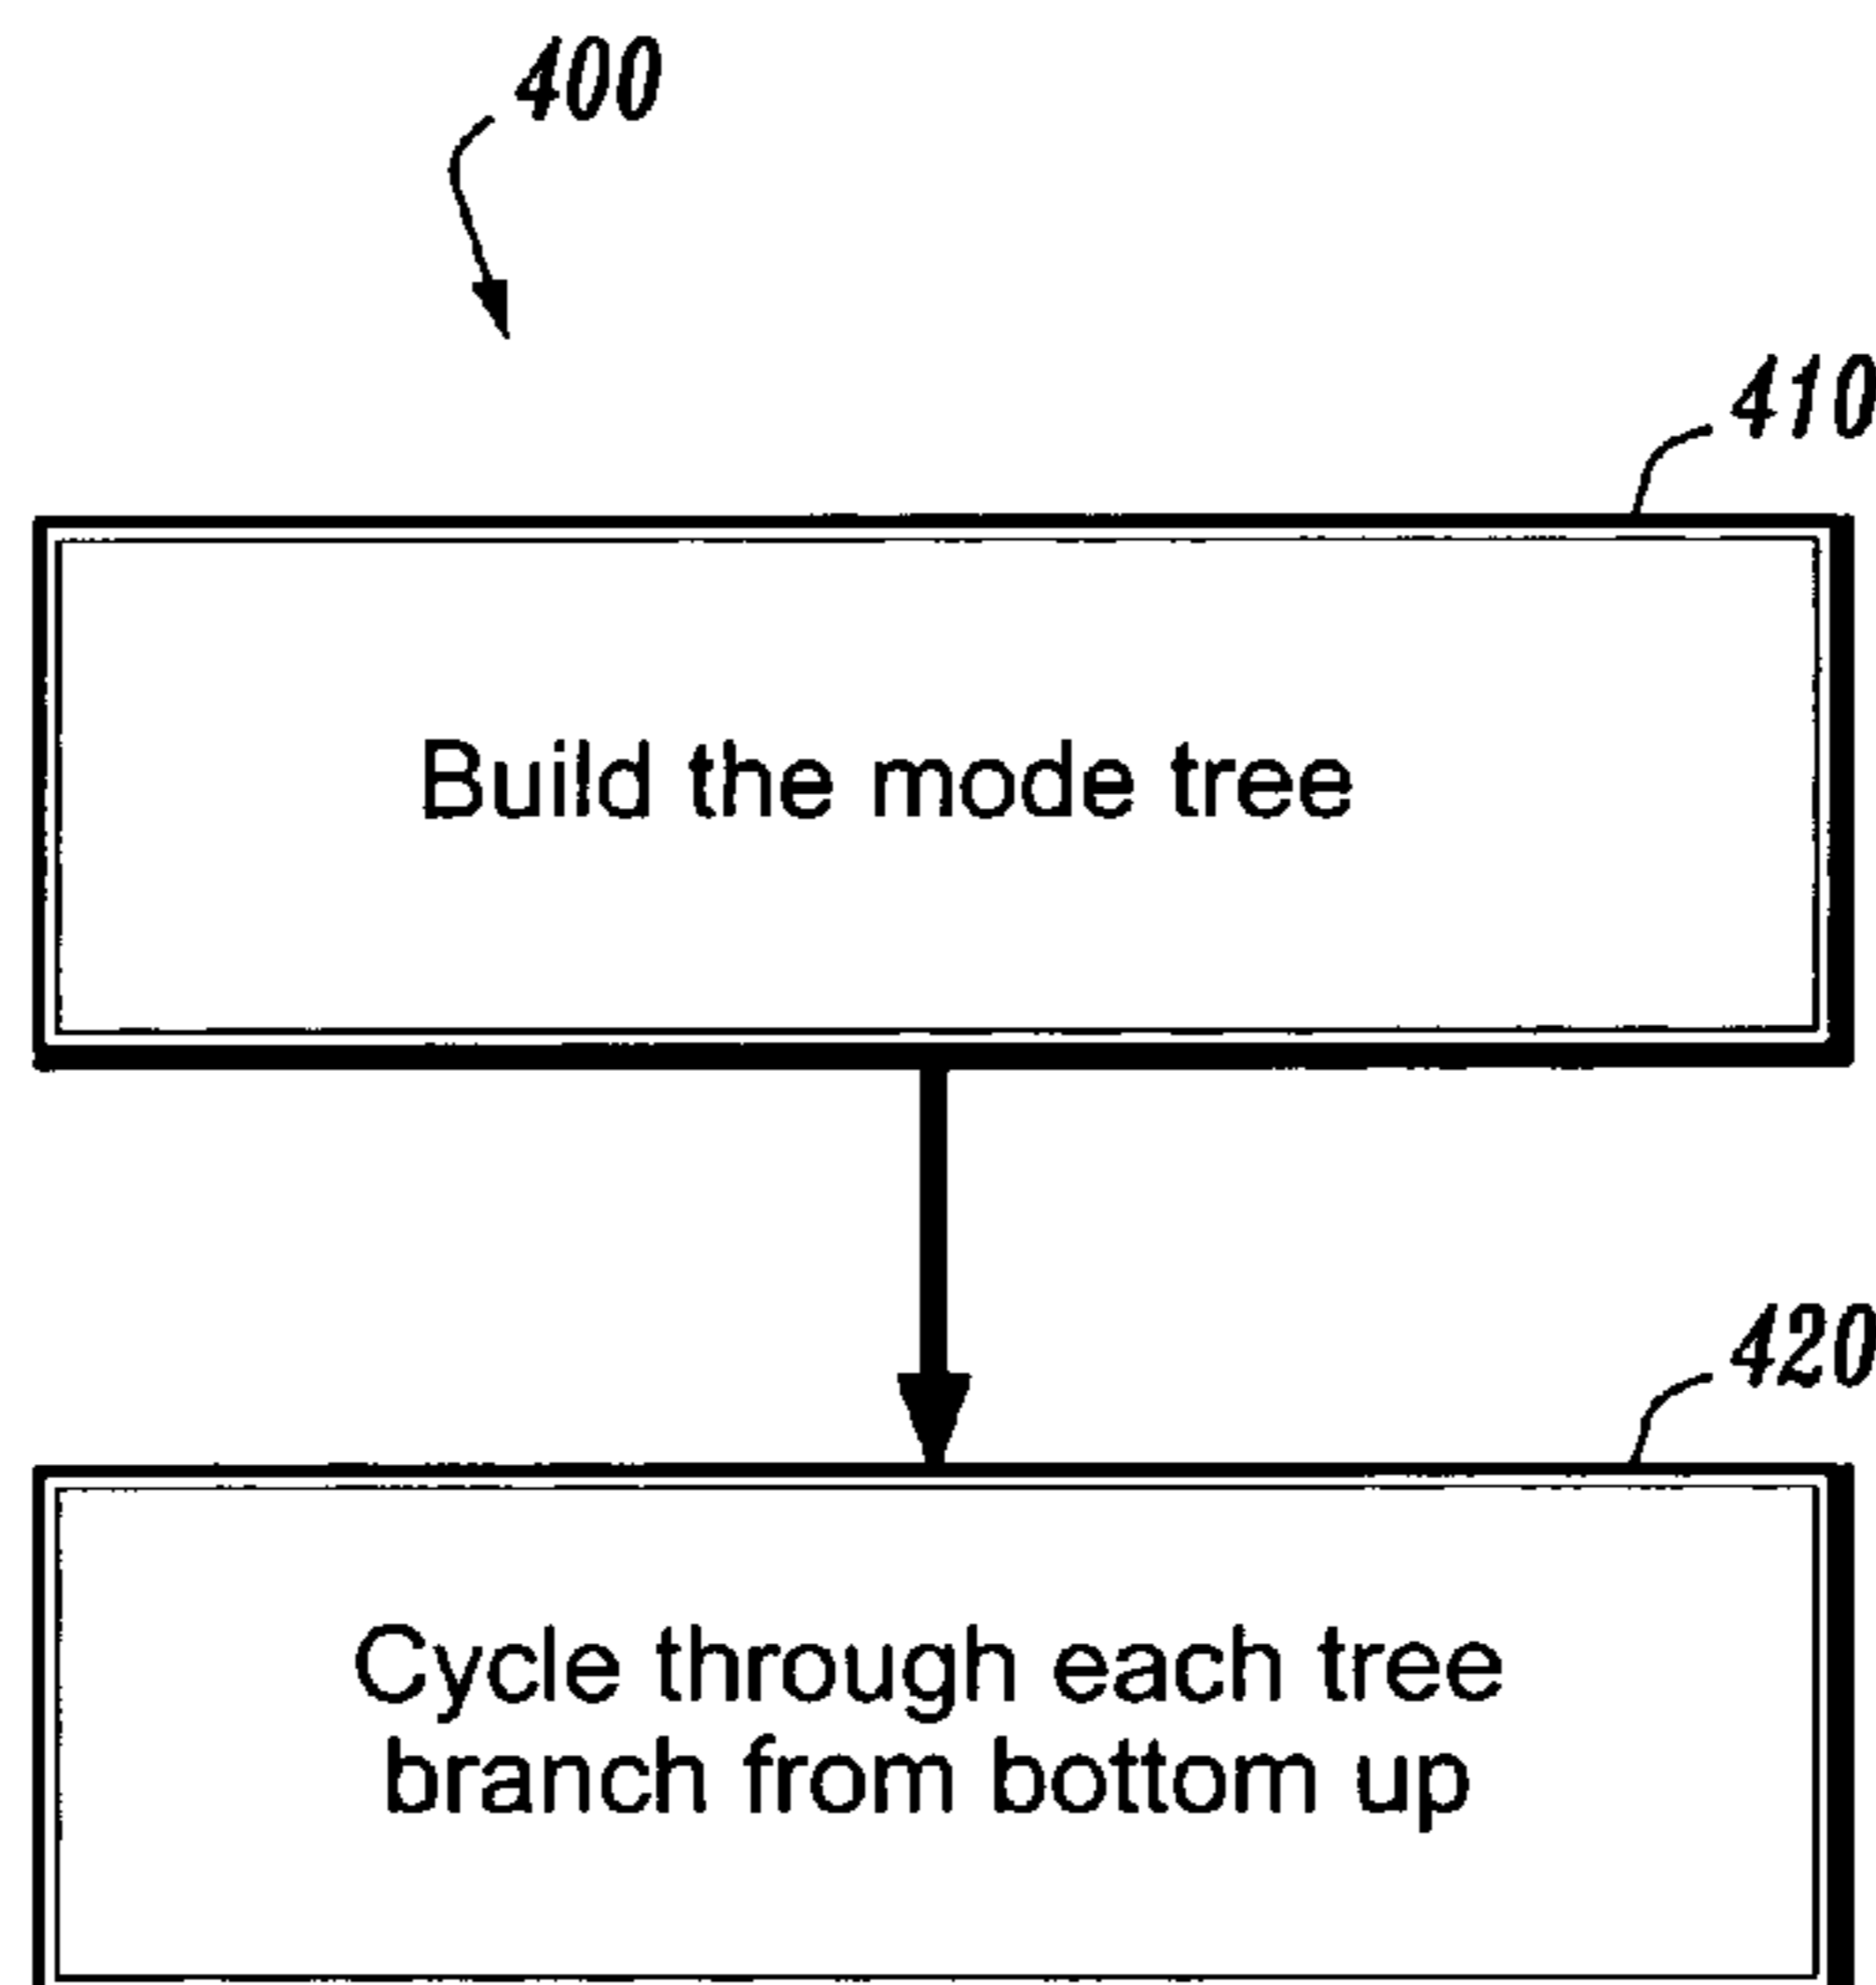 400
410
Build the mode tree
420
Cycle through each tree
branch from bottom up